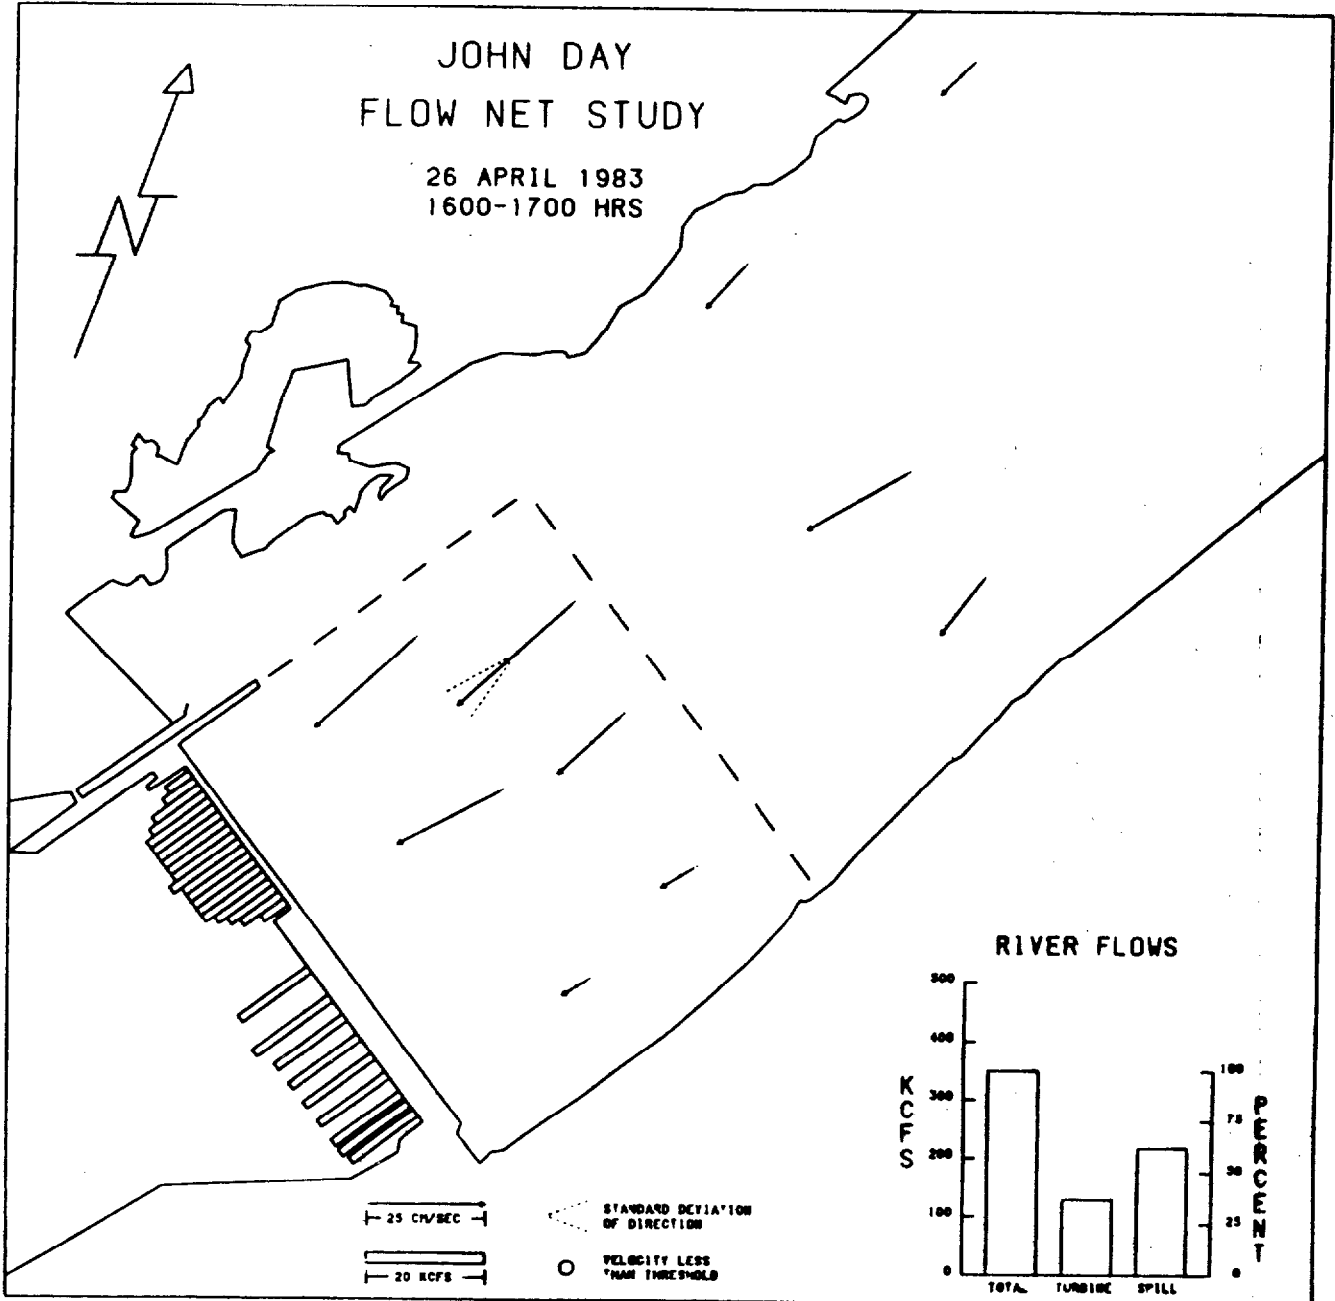 JOHN DAY
FLOW NET STUDY
26 APRIL 1983
1600-1700 HRS
N
RIVER FLOWS
KCFS
500
400
300
200
100
0
100
75
50
25
0
PERCENT
TOTAL TURBINE SPILL
25 CM/SEC
STANDARD DEVIATION
OF DIRECTION
20 KCFS
VELOCITY LESS
THAN THRESHOLD